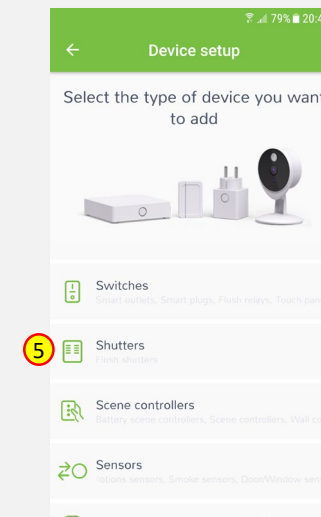 79% 20:4
Device setup
Select the type of device you want
to add
Switches
Smart outlets, Smart plugs, Flush relays, Touch pan
5
Shutters
Flush shutters
Scene controllers
Battery scene controllers, Scene controllers, Wall co
Sensors
otions sensors, Smoke sensors, Door/Window sens